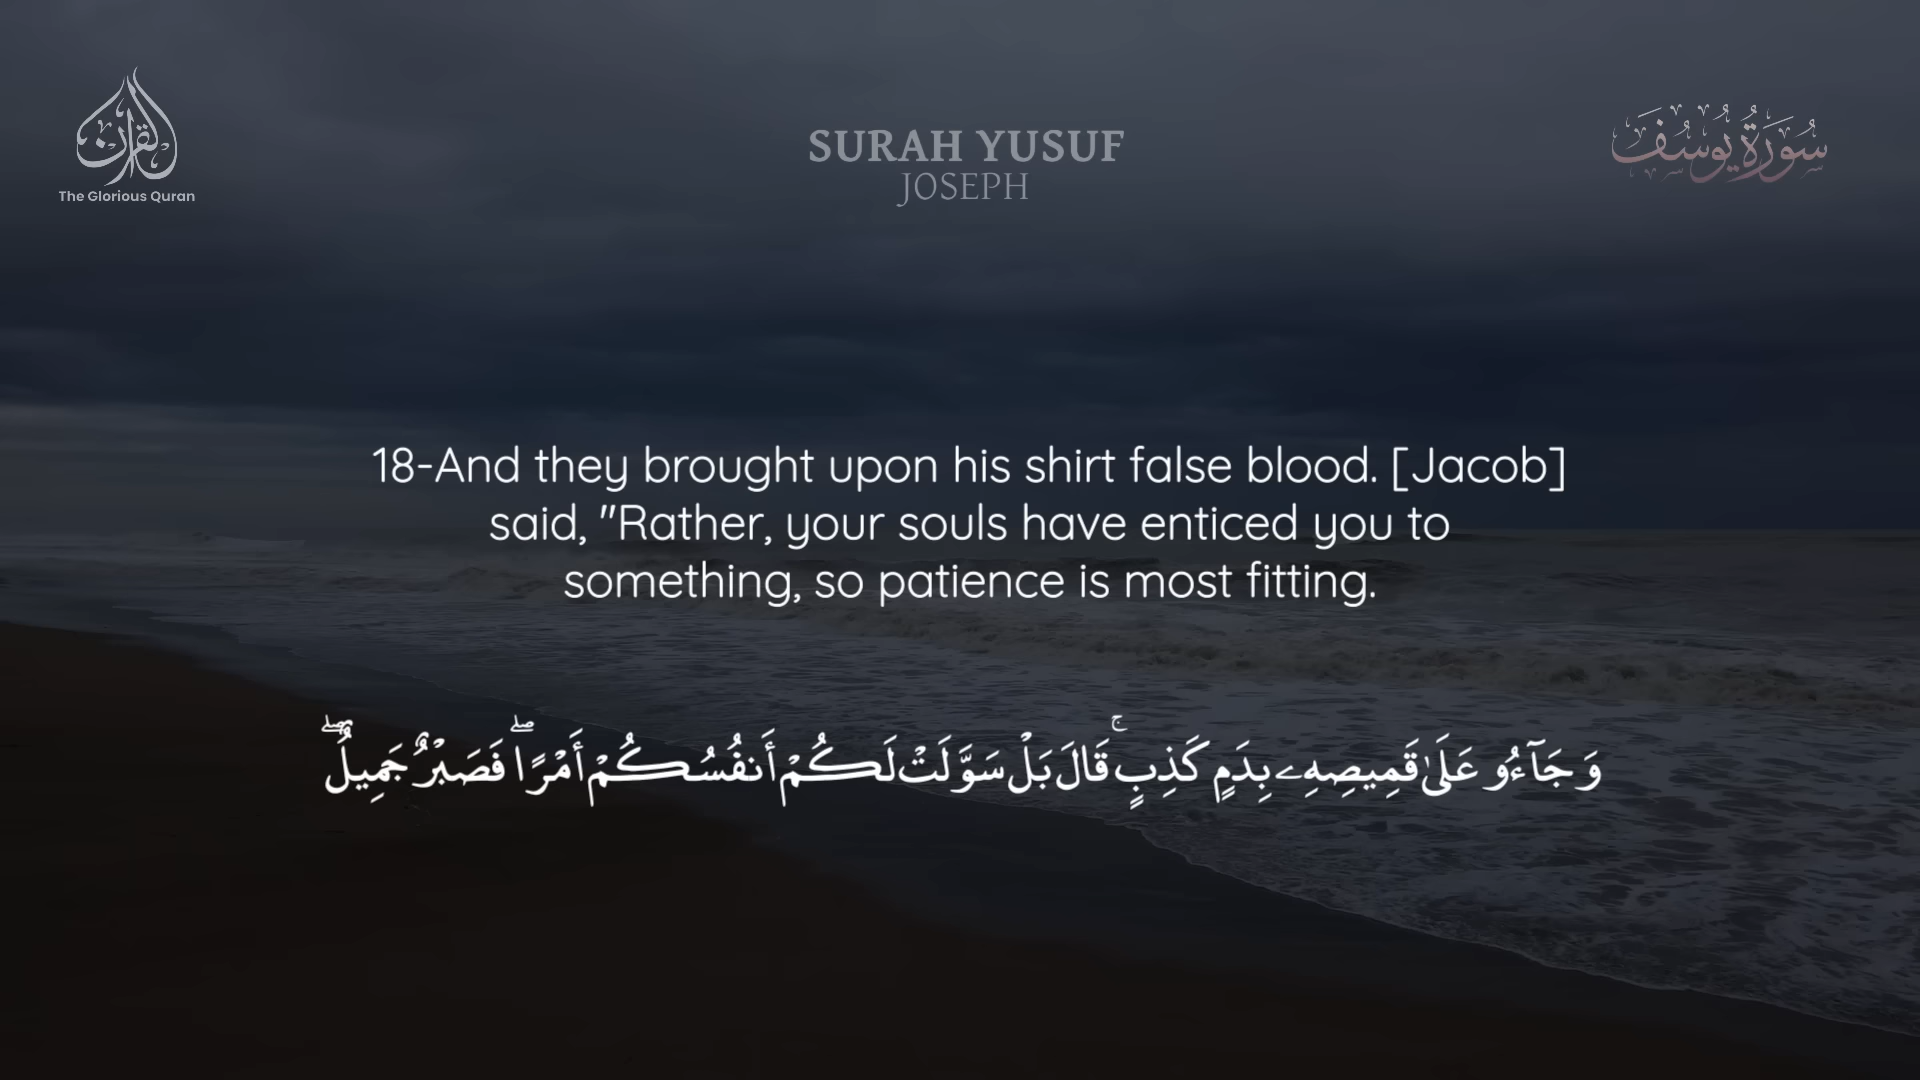 القرآن
The Glorious Quran
SURAH YUSUF
JOSEPH
سُورَةُ يُوسُفَ
18-And they brought upon his shirt false blood. [Jacob]
said, "Rather, your souls have enticed you to
something, so patience is most fitting.
وَجَآءُو عَلَىٰ قَمِيصِهِۦ بِدَمٍ كَذِبٍ ۚ قَالَ بَلْ سَوَّلَتْ لَكُمْ أَنفُسُكُمْ أَمْرًا ۖ فَصَبْرٌ جَمِيلٌ ۖ